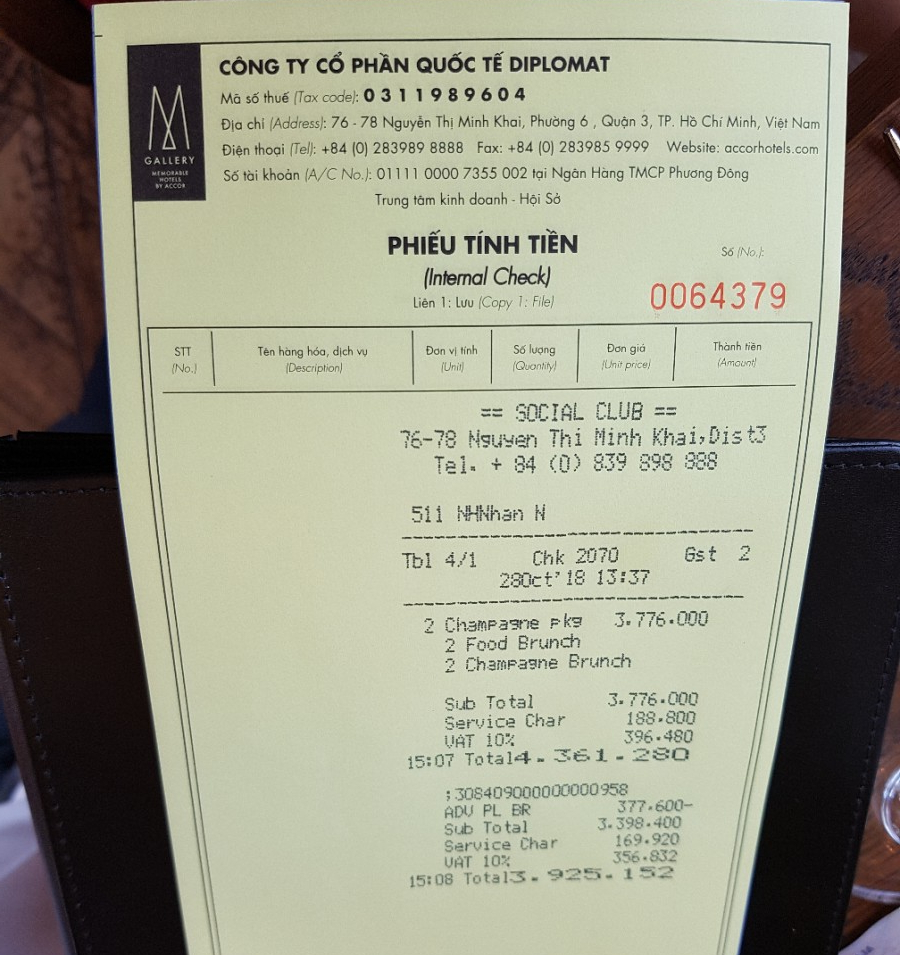 CÔNG TY CỔ PHẦN QUỐC TẾ DIPLOMAT
Mã số thuế (Tax code): 0311989604
Địa chỉ (Address): 76 - 78 Nguyễn Thị Minh Khai, Phường 6 , Quận 3, TP. Hồ Chí Minh, Việt Nam
Điện thoại (Tel): +84 (0) 283989 8888 Fax: +84 (0) 283985 9999 Website: accorhotels.com
Số tài khoản (A/C No.): 01111 0000 7355 002 tại Ngân Hàng TMCP Phương Đông
Trung tâm kinh doanh - Hội Sở
M
GALLERY
MEMORABLE
HOTELS
BY ACCOR
PHIẾU TÍNH TIỀN
(Internal Check)
Liên 1: Lưu (Copy 1: File)
Số (No.):
0064379
STT Tên hàng hóa, dịch vụ Đơn vị tính Số lượng Đơn giá Thành tiền
(No.) (Description) (Unit) (Quantity) (Unit price) (Amount)
== SOCIAL CLUB ==
76-78 Nguyen Thi Minh Khai,Dist3
Tel. + 84 (0) 839 898 888
511 NHNhan N
Tbl 4/1 Chk 2070 Gst 2
28Oct'18 13:37
2 Champagne pkg 3.776.000
2 Food Brunch
2 Champagne Brunch
Sub Total 3.776.000
Service Char 188.800
VAT 10% 396.480
15:07 Total 4.361.280
;308409000000000958
ADV PL BR 377.600-
Sub Total 3.398.400
Service Char 169.920
VAT 10% 356.832
15:08 Total 3.925.152